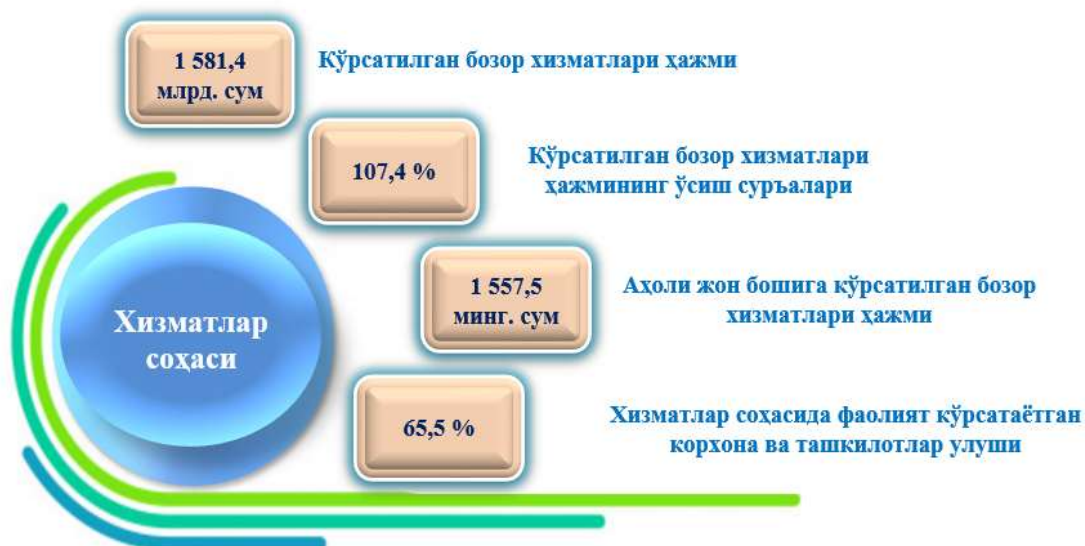 1 581,4
млрд. сум
Кўрсатилган бозор хизматлари ҳажми
107,4 %
Кўрсатилган бозор хизматлари
ҳажмининг ўсиш суръалари
1 557,5
минг. сум
Аҳоли жон бошига кўрсатилган бозор
хизматлари ҳажми
Хизматлар
соҳаси
65,5 %
Хизматлар соҳасида фаолият кўрсатаётган
корхона ва ташкилотлар улуши